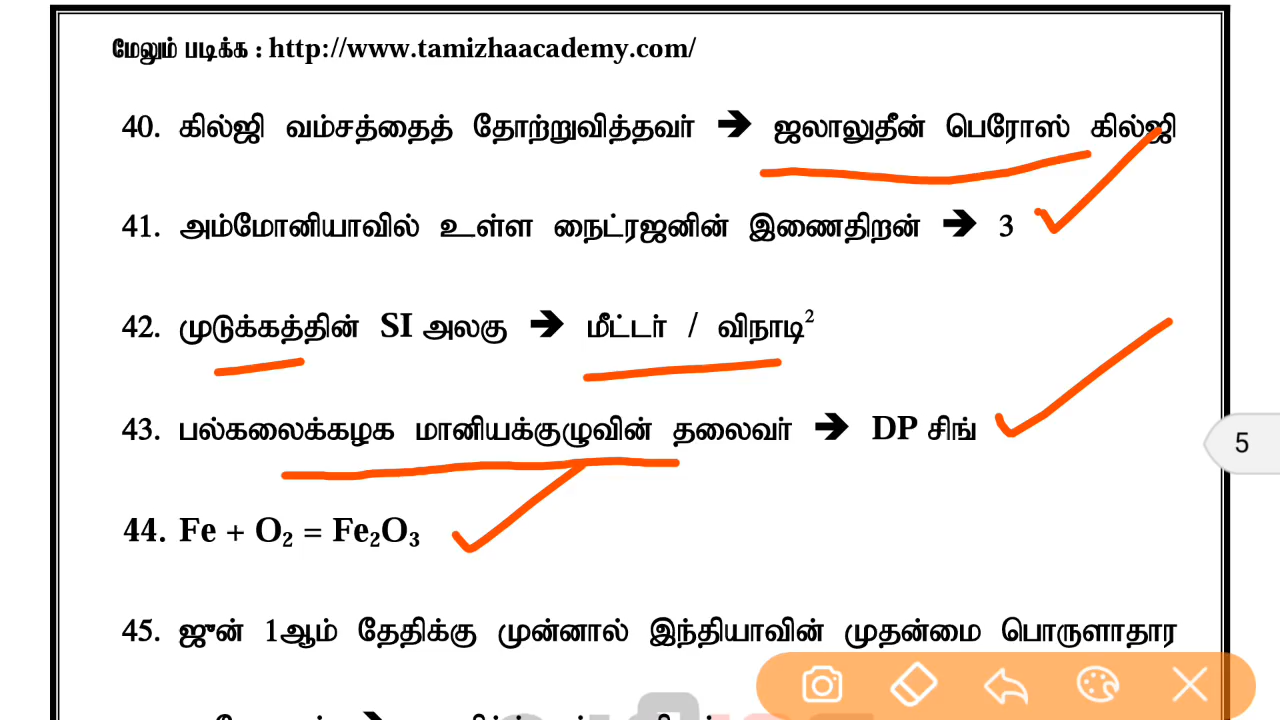 மேலும் படிக்க : http://www.tamizhaacademy.com/
40. கில்ஜி வம்சத்தைத் தோற்றுவித்தவர் ➔ ஜலாலுதீன் பெரோஸ் கில்ஜி
41. அம்மோனியாவில் உள்ள நைட்ரஜனின் இணைதிறன் ➔ 3
42. முடுக்கத்தின் SI அலகு ➔ மீட்டர் / விநாடி²
43. பல்கலைக்கழக மானியக்குழுவின் தலைவர் ➔ DP சிங்
5
44. Fe + O₂ = Fe₂O₃
45. ஜுன் 1ஆம் தேதிக்கு முன்னால் இந்தியாவின் முதன்மை பொருளாதார